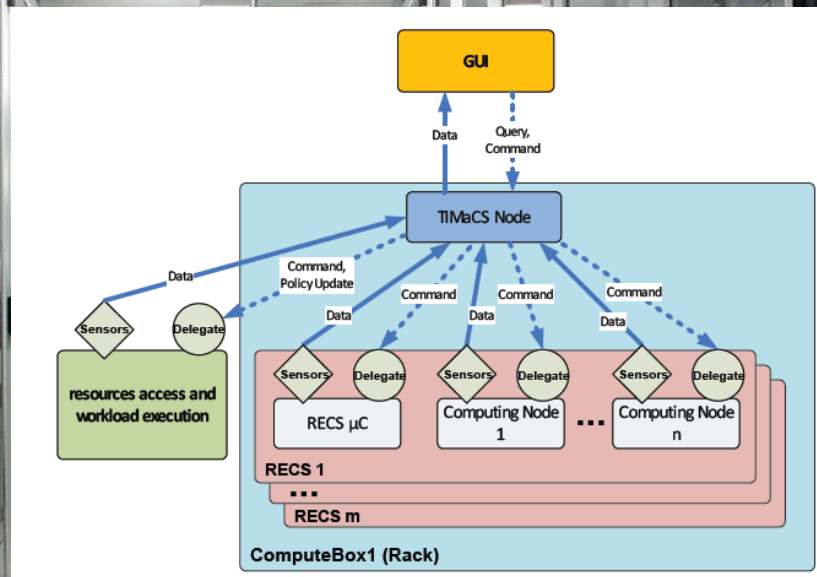 GUI
Data
Query,
Command
TIMaCS Node
Data
Command,
Policy Update
Command
Command
Command
Data
Data
Data
Sensors
Delegate
resources access and
workload execution
Sensors
Delegate
Sensors
Delegate
Sensors
Delegate
RECS µC
Computing Node
1
...
Computing Node
n
RECS 1
...
RECS m
ComputeBox1 (Rack)